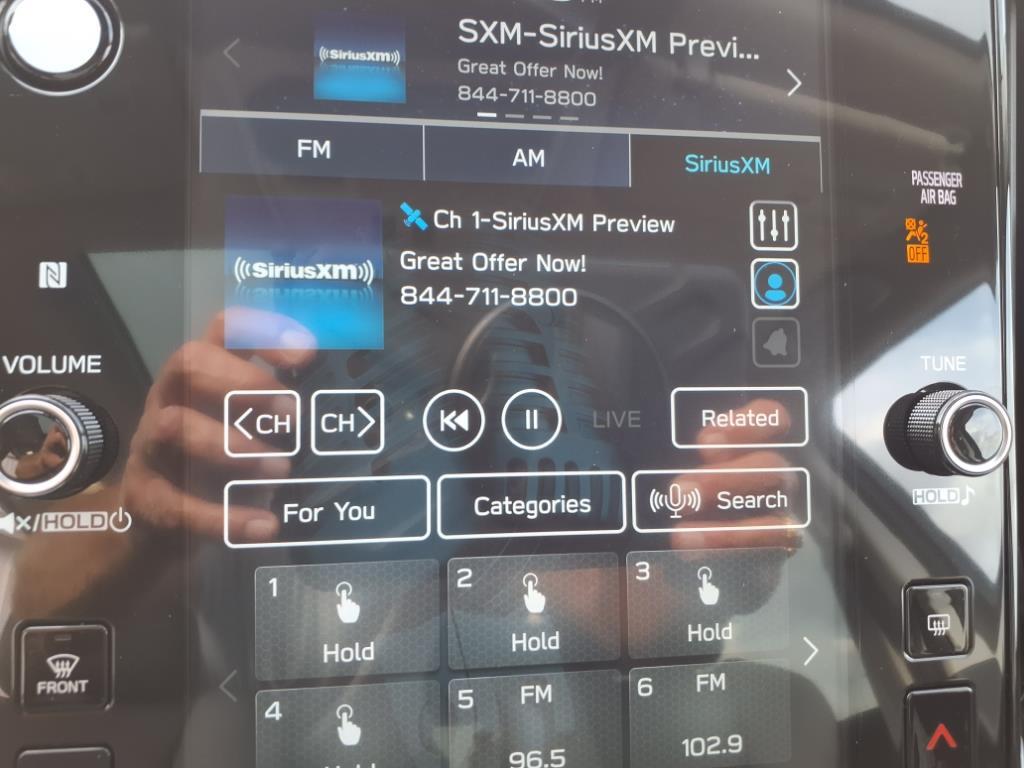 SXM-SiriusXM Previ...
((SiriusXM))
Great Offer Now!
844-711-8800
FM
AM
SiriusXM
PASSENGER
AIR BAG
OFF
Ch 1-SiriusXM Preview
((SiriusXM))
Great Offer Now!
844-711-8800
VOLUME
TUNE
<CH
CH>
LIVE
Related
HOLD
For You
Categories
Search
HOLD
1
Hold
2
Hold
3
Hold
FRONT
4
5
FM
96.5
6
FM
102.9